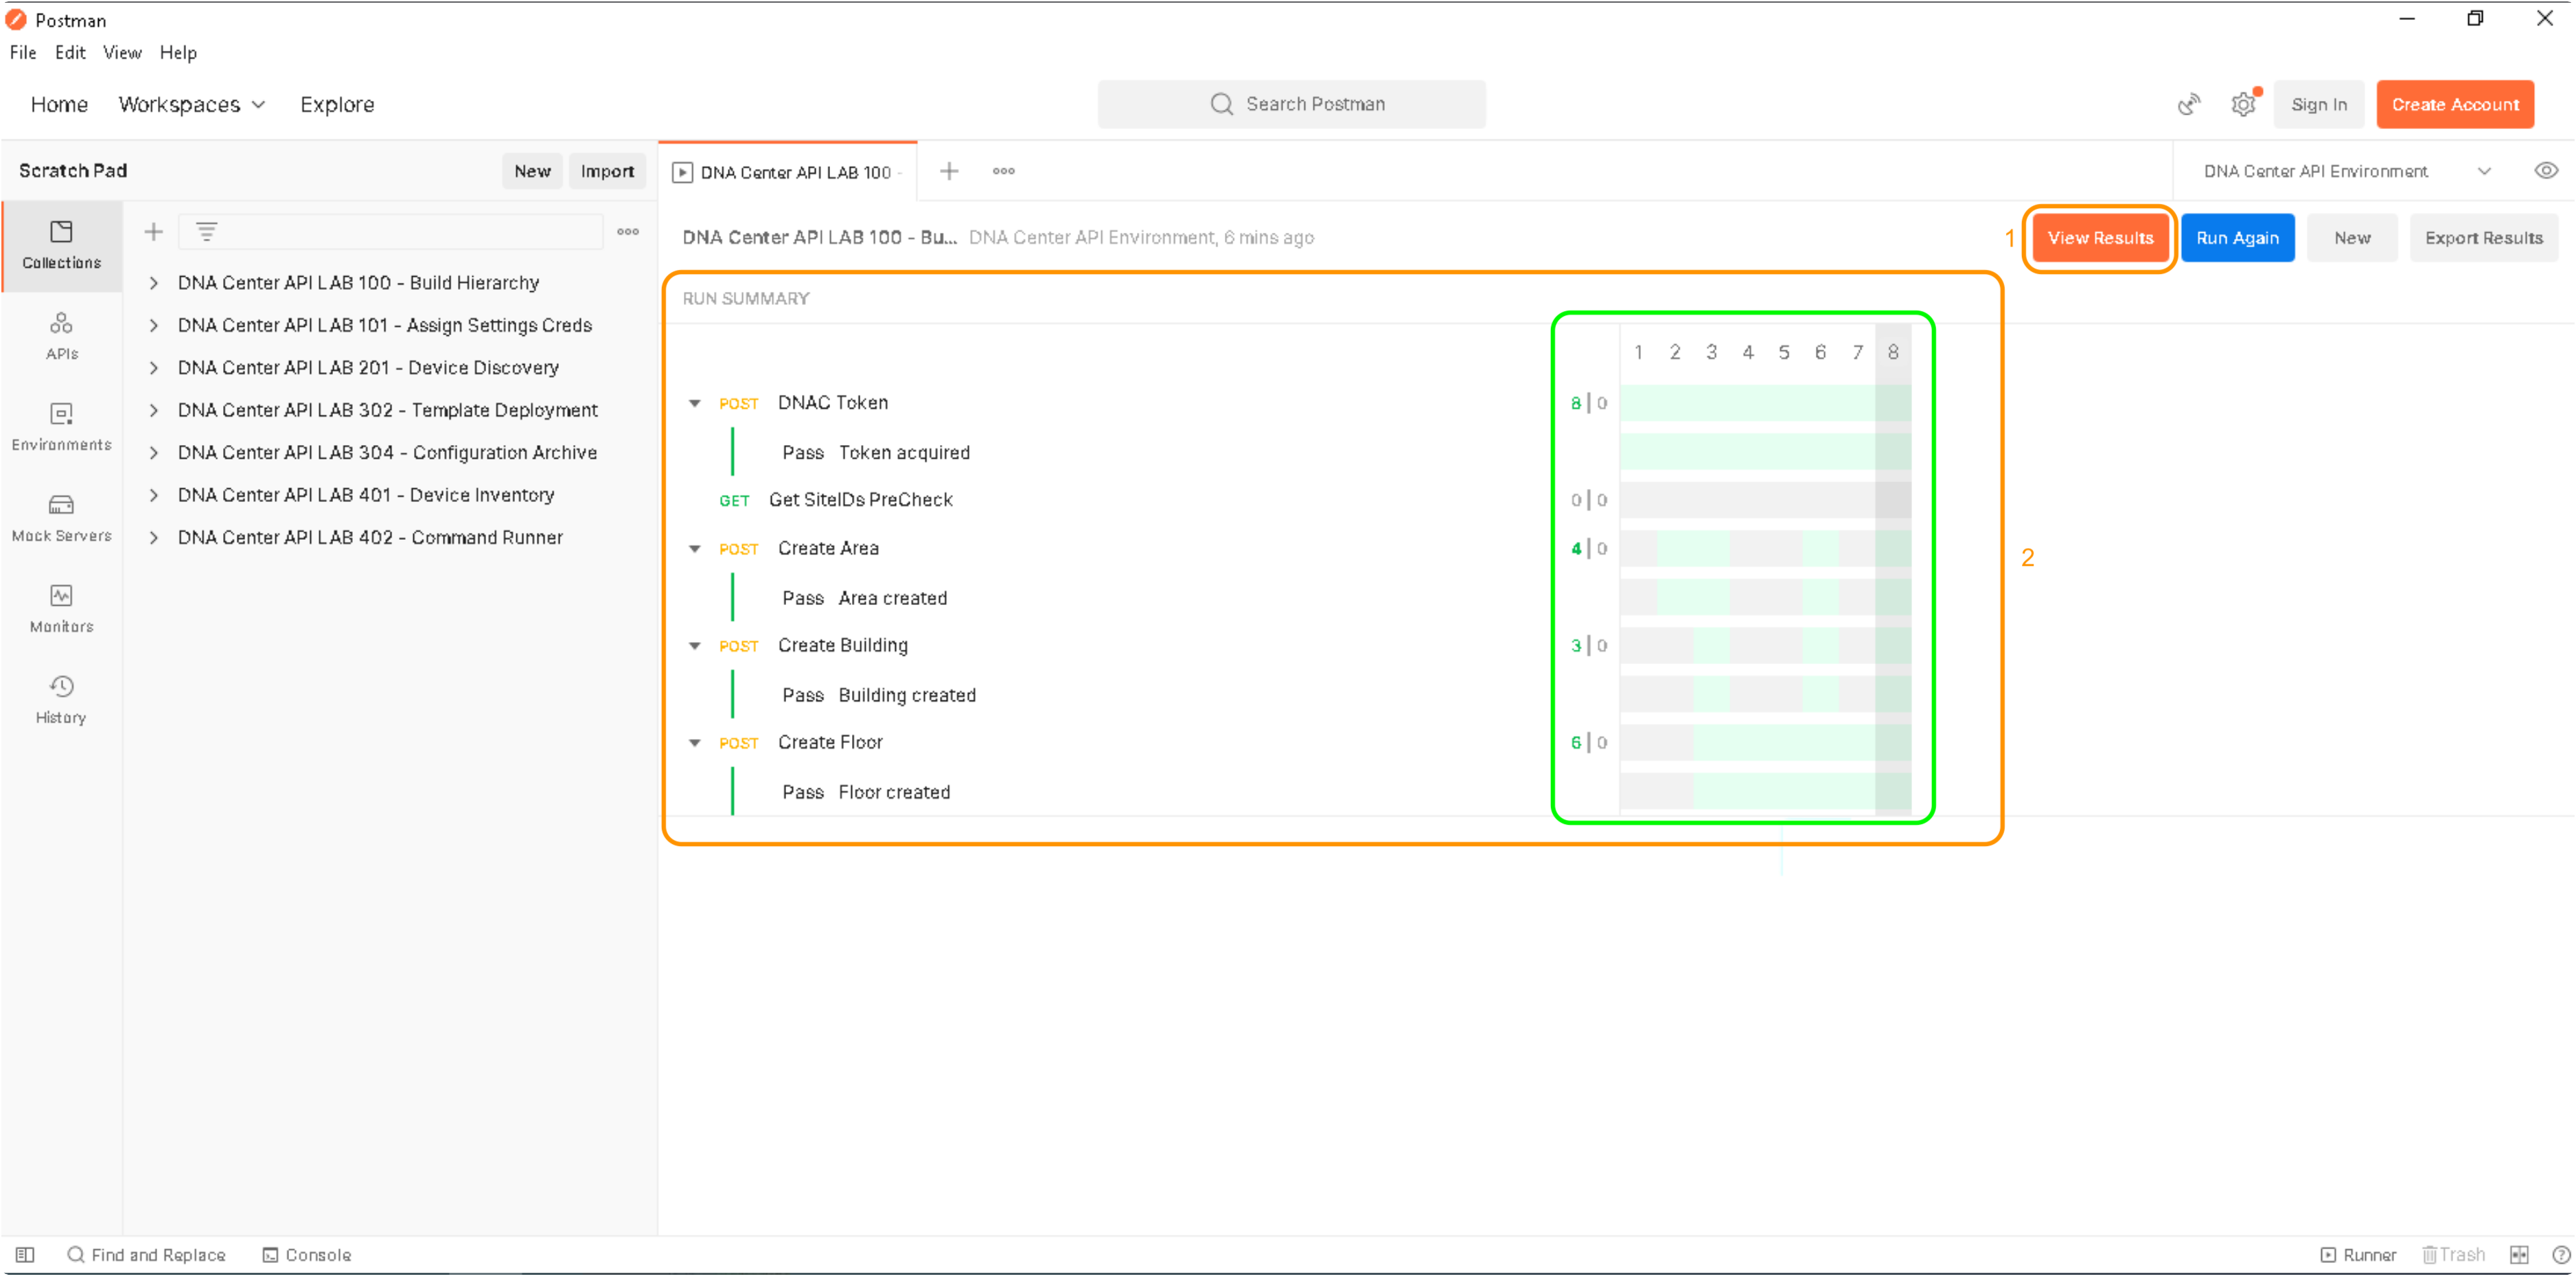 Postman
File Edit View Help
Home Workspaces Explore
Search Postman
Sign In
Create Account
Scratch Pad
New
Import
DNA Center API LAB 100 -
DNA Center API Environment
Collections
APIs
Environments
Mock Servers
Monitors
History
DNA Center API LAB 100 - Build Hierarchy
DNA Center API LAB 101 - Assign Settings Creds
DNA Center API LAB 201 - Device Discovery
DNA Center API LAB 302 - Template Deployment
DNA Center API LAB 304 - Configuration Archive
DNA Center API LAB 401 - Device Inventory
DNA Center API LAB 402 - Command Runner
DNA Center API LAB 100 - Bu... DNA Center API Environment, 6 mins ago
1
View Results
Run Again
New
Export Results
RUN SUMMARY
1 2 3 4 5 6 7 8
POST DNAC Token 8 | 0
Pass Token acquired
GET Get SiteIDs PreCheck 0 | 0
POST Create Area 4 | 0
2
Pass Area created
POST Create Building 3 | 0
Pass Building created
POST Create Floor 6 | 0
Pass Floor created
Find and Replace
Console
Runner
Trash